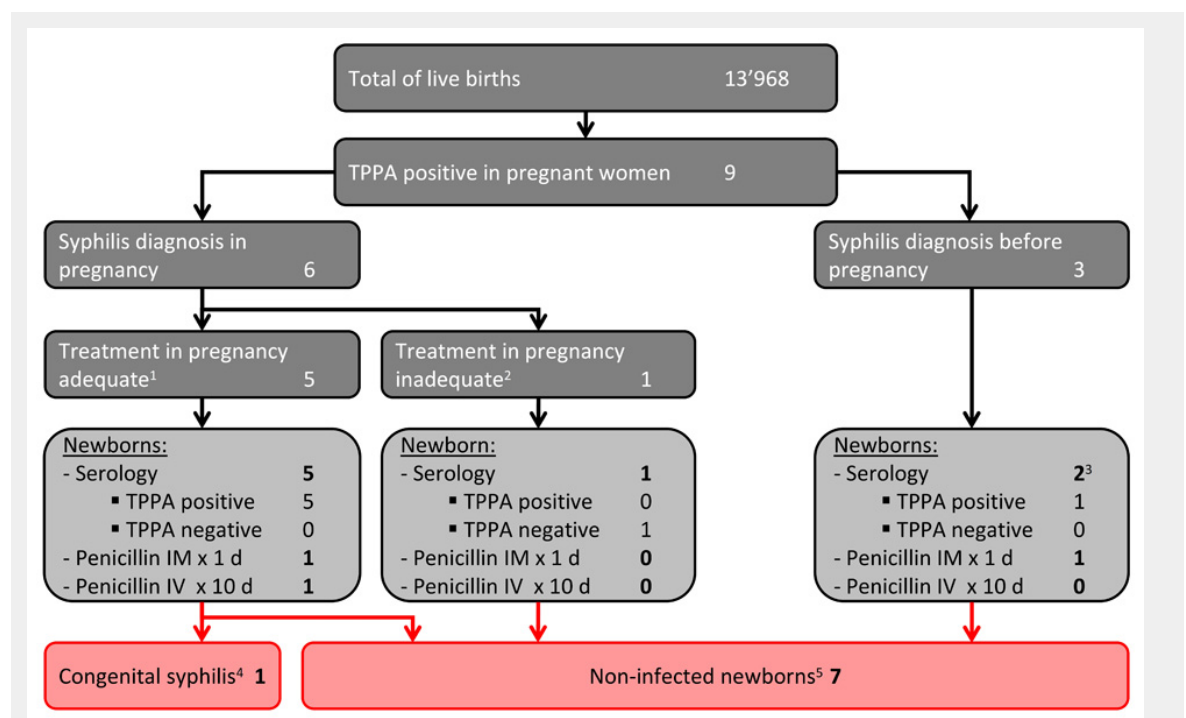 Total of live births 13’968
TPPA positive in pregnant women 9
Syphilis diagnosis in
pregnancy 6
Syphilis diagnosis before
pregnancy 3
Treatment in pregnancy
adequate¹ 5
Treatment in pregnancy
inadequate² 1
Newborns:
- Serology 5
▪ TPPA positive 5
▪ TPPA negative 0
- Penicillin IM x 1 d 1
- Penicillin IV x 10 d 1
Newborn:
- Serology 1
▪ TPPA positive 0
▪ TPPA negative 1
- Penicillin IM x 1 d 0
- Penicillin IV x 10 d 0
Newborns:
- Serology 2³
▪ TPPA positive 1
▪ TPPA negative 0
- Penicillin IM x 1 d 1
- Penicillin IV x 10 d 0
Congenital syphilis⁴ 1
Non-infected newborns⁵ 7